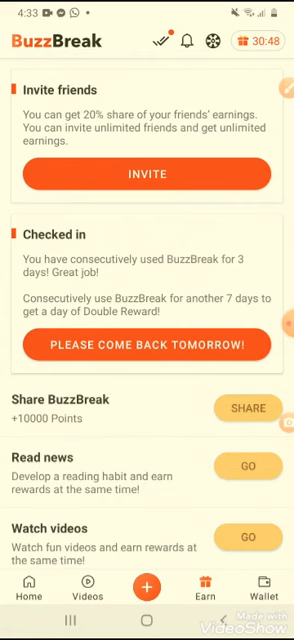 4:33
BuzzBreak
30:48
Invite friends
You can get 20% share of your friends' earnings.
You can invite unlimited friends and get unlimited
earnings.
INVITE
Checked in
You have consecutively used BuzzBreak for 3
days! Great job!
Consecutively use BuzzBreak for another 7 days to
get a day of Double Reward!
PLEASE COME BACK TOMORROW!
Share BuzzBreak
+10000 Points
SHARE
Read news
Develop a reading habit and earn
rewards at the same time!
GO
Watch videos
Watch fun videos and earn rewards at
the same time!
GO
Home
Videos
Earn
Wallet
Made with
VideoShow